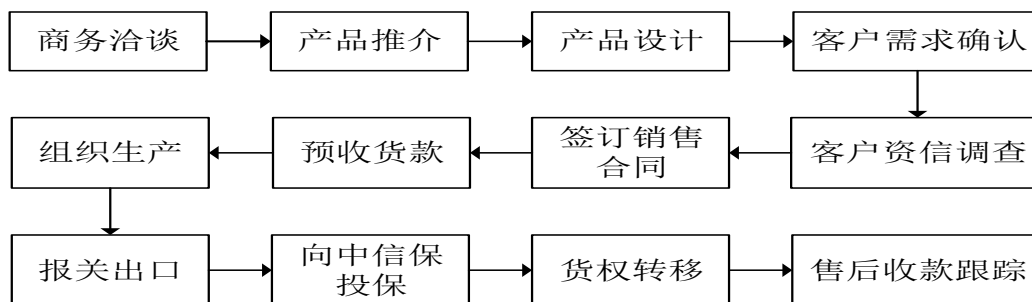 商务洽谈
产品推介
产品设计
客户需求确认
组织生产
预收货款
签订销售
合同
客户资信调查
报关出口
向中信保
投保
货权转移
售后收款跟踪